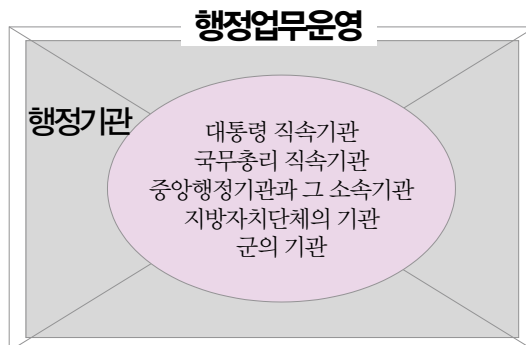 행정업무운영
행정기관
대통령 직속기관
국무총리 직속기관
중앙행정기관과 그 소속기관
지방자치단체의 기관
군의 기관